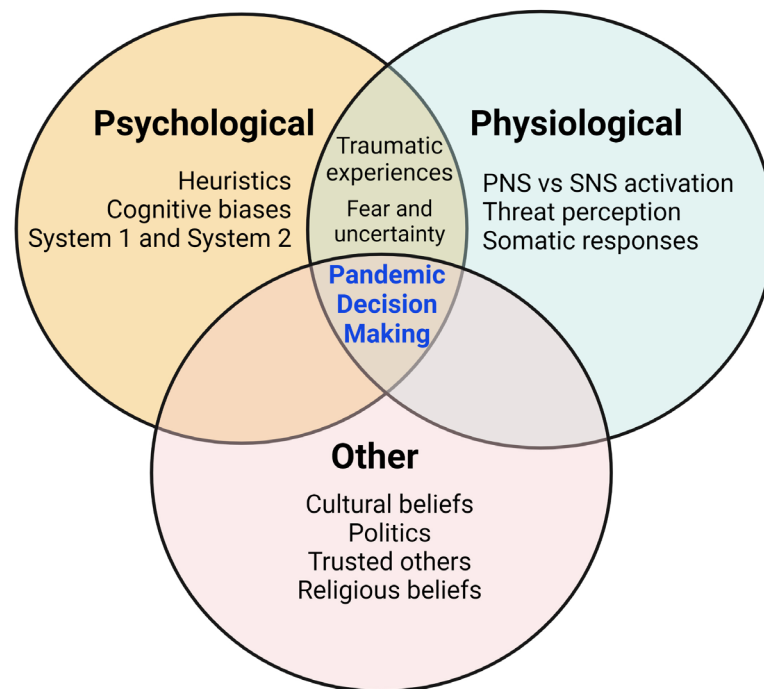 Psychological
Heuristics
Cognitive biases
System 1 and System 2
Traumatic
experiences
Fear and
uncertainty
Physiological
PNS vs SNS activation
Threat perception
Somatic responses
Pandemic
Decision
Making
Other
Cultural beliefs
Politics
Trusted others
Religious beliefs